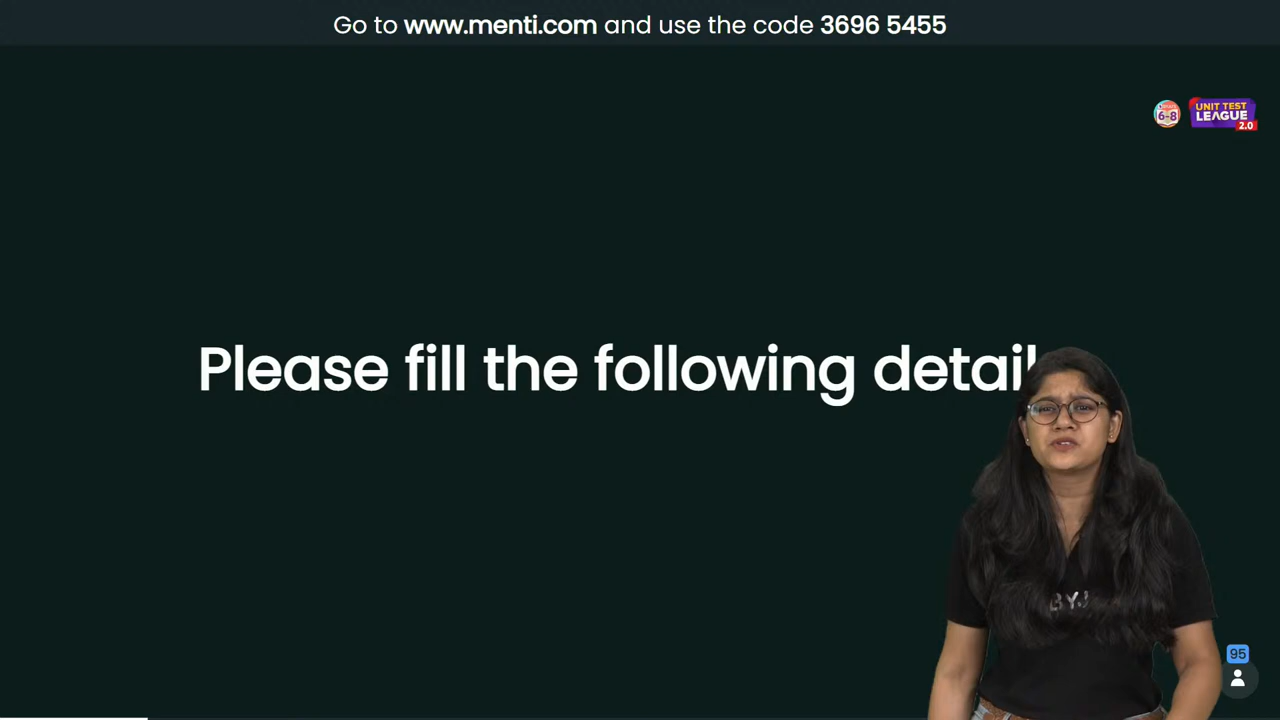 Go to www.menti.com and use the code 3696 5455
6-8
UNIT TEST
LEAGUE
2.0
Please fill the following detail
BYJ
95